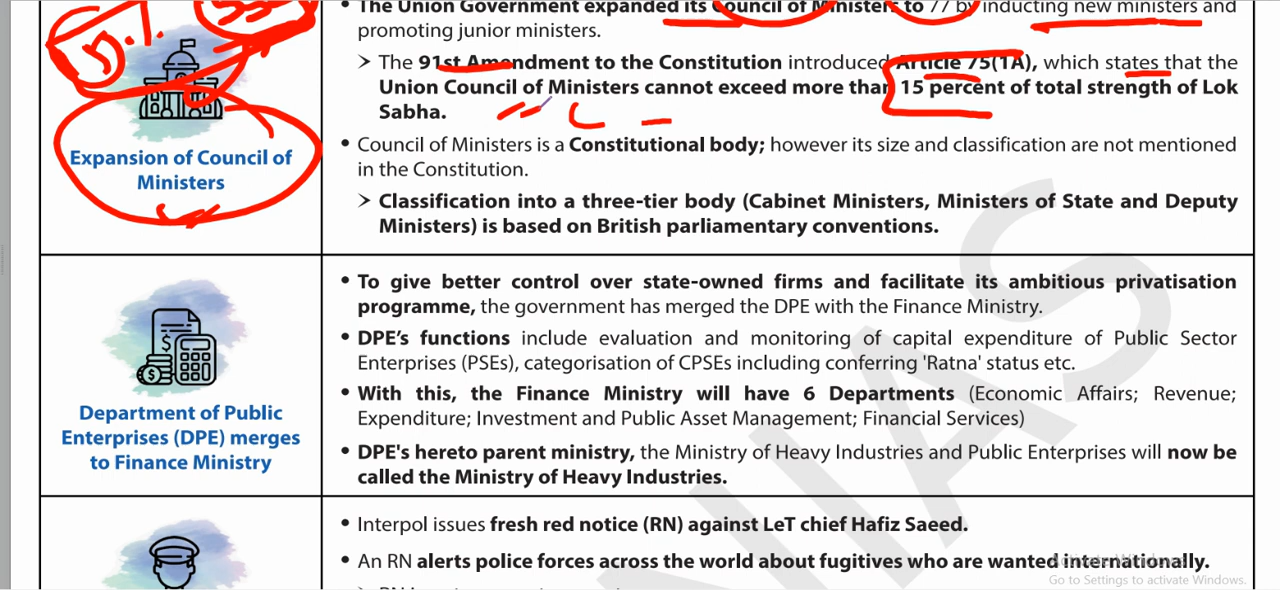 The Union Government expanded its Council of Ministers to 77 by inducting new ministers and
promoting junior ministers.
➢ The 91st Amendment to the Constitution introduced Article 75(1A), which states that the
Union Council of Ministers cannot exceed more than 15 percent of total strength of Lok
Sabha.
Expansion of Council of
Ministers
• Council of Ministers is a Constitutional body; however its size and classification are not mentioned
in the Constitution.
➢ Classification into a three-tier body (Cabinet Ministers, Ministers of State and Deputy
Ministers) is based on British parliamentary conventions.
Department of Public
Enterprises (DPE) merges
to Finance Ministry
• To give better control over state-owned firms and facilitate its ambitious privatisation
programme, the government has merged the DPE with the Finance Ministry.
• DPE's functions include evaluation and monitoring of capital expenditure of Public Sector
Enterprises (PSEs), categorisation of CPSEs including conferring 'Ratna' status etc.
• With this, the Finance Ministry will have 6 Departments (Economic Affairs; Revenue;
Expenditure; Investment and Public Asset Management; Financial Services)
• DPE's hereto parent ministry, the Ministry of Heavy Industries and Public Enterprises will now be
called the Ministry of Heavy Industries.
• Interpol issues fresh red notice (RN) against LeT chief Hafiz Saeed.
• An RN alerts police forces across the world about fugitives who are wanted internationally.
Activate Windows
Go to Settings to activate Windows.
NIAS